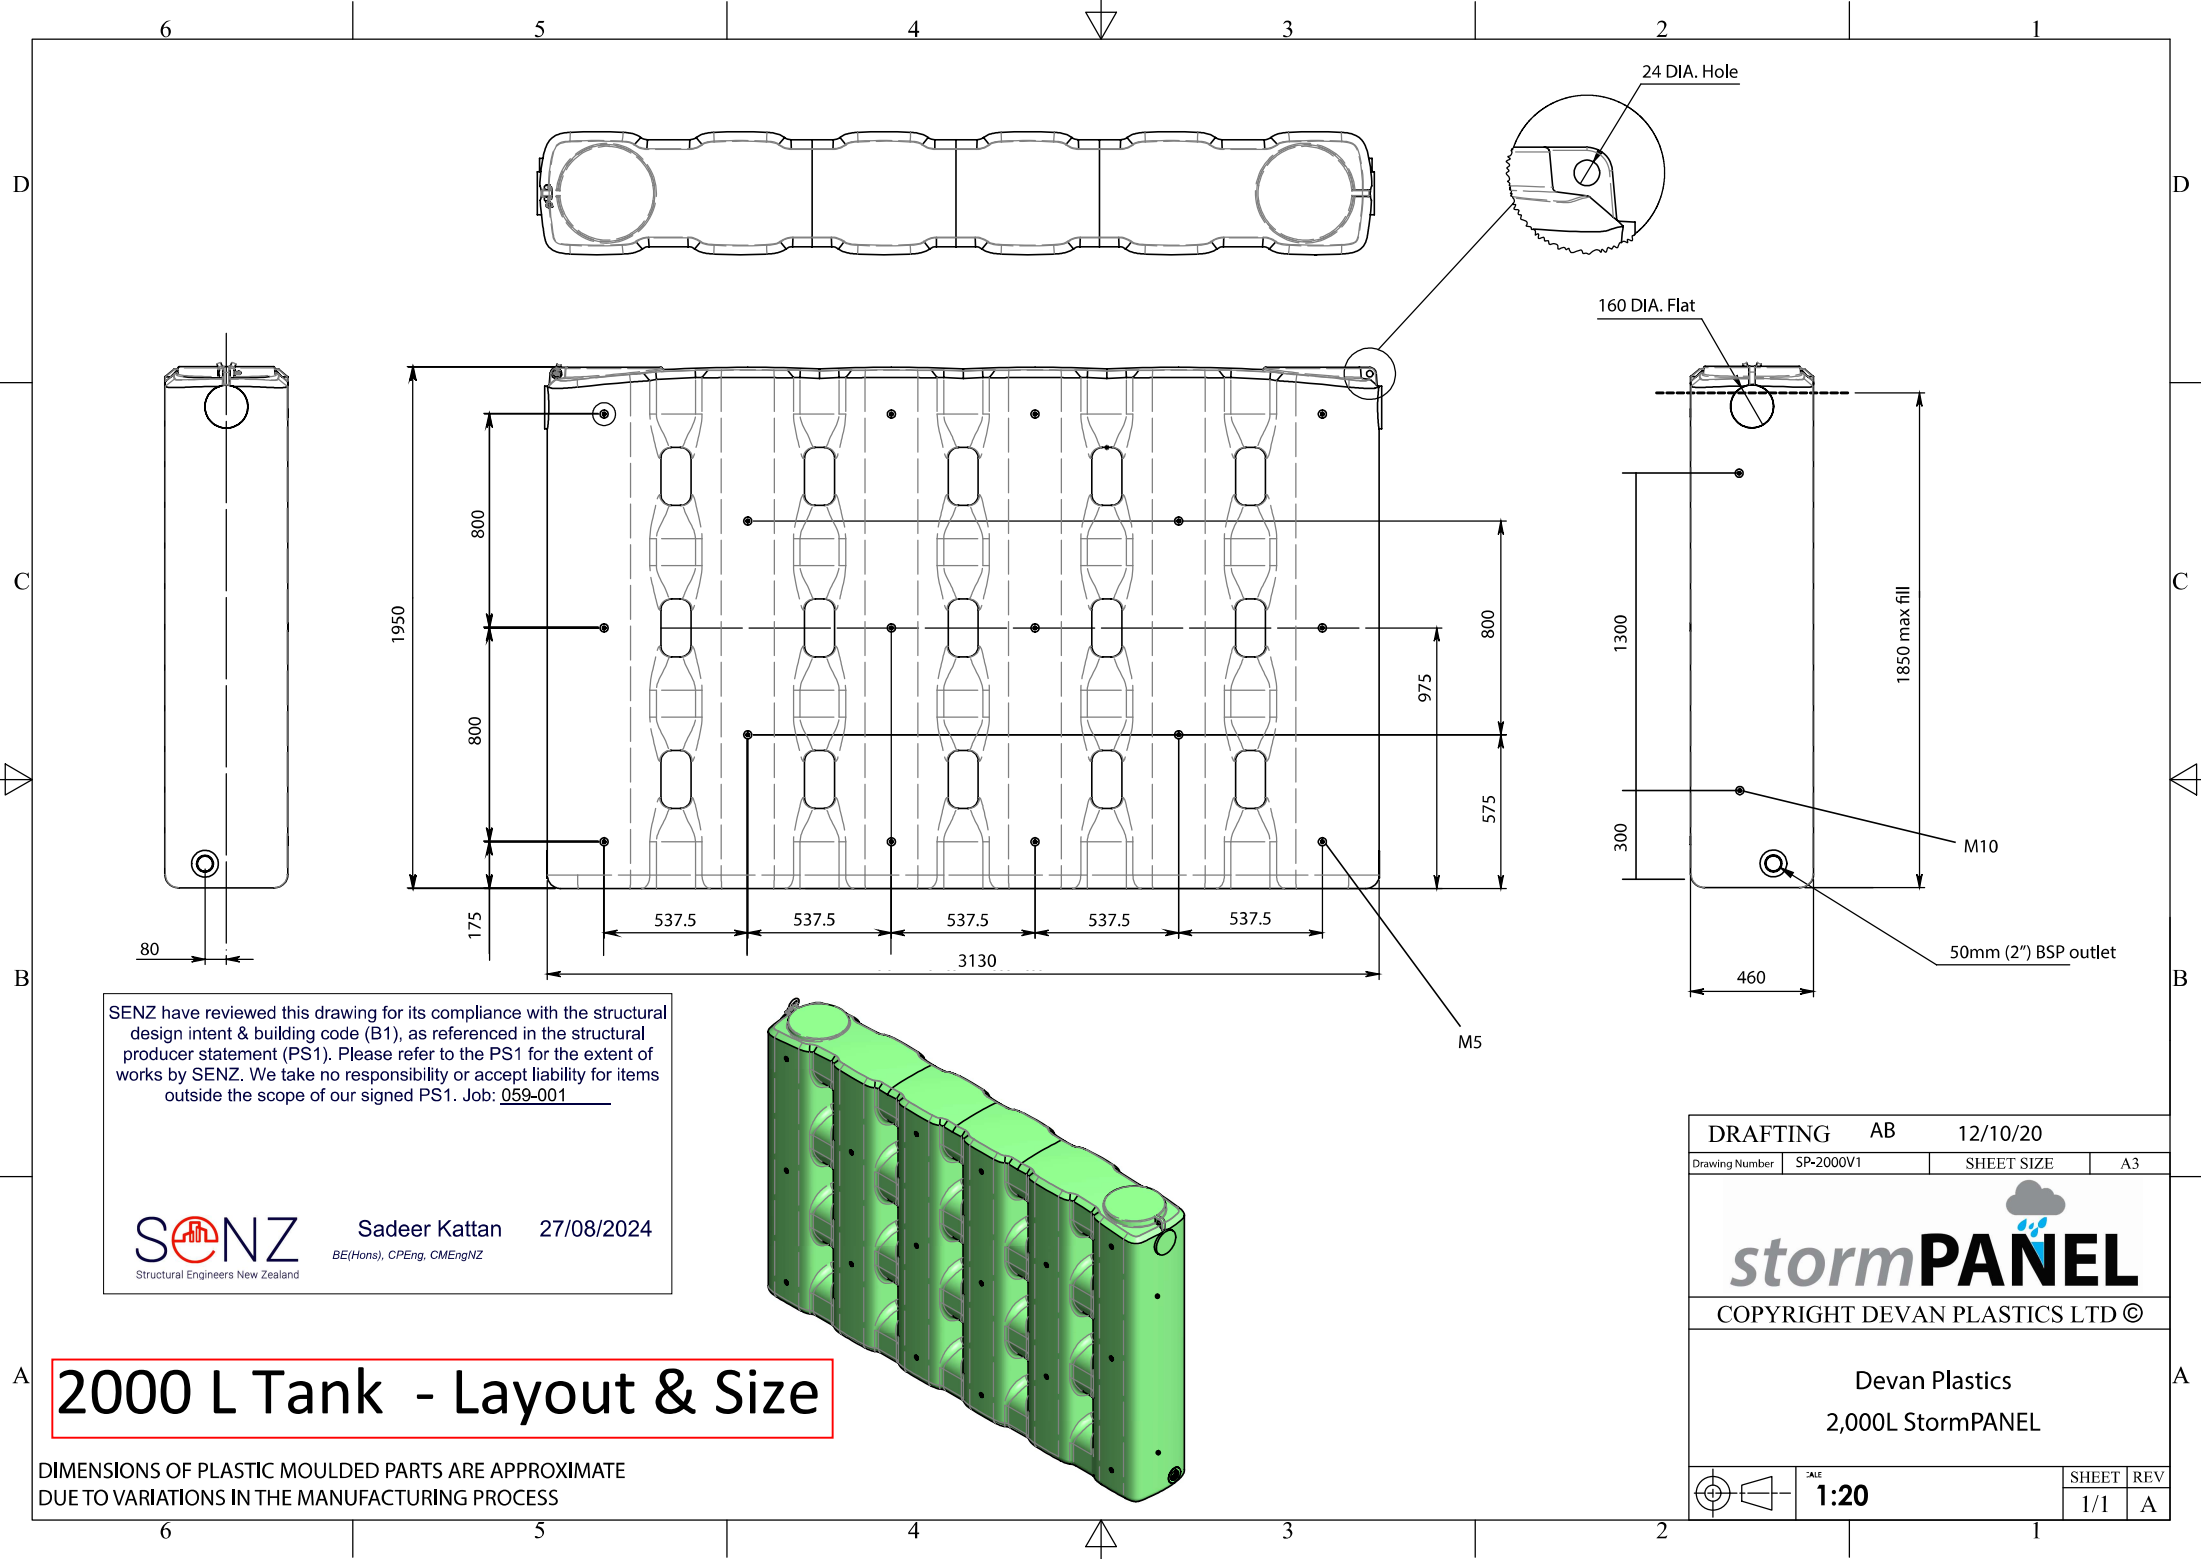 6 5 4 3 2 1
24 DIA. Hole
D D
160 DIA. Flat
C C
800
1950
800
800
975
575
175
537.5 537.5 537.5 537.5 537.5
3130
80
1300
1850 max fill
300
M10
50mm (2") BSP outlet
460
M5
B B
SENZ have reviewed this drawing for its compliance with the structural
design intent & building code (B1), as referenced in the structural
producer statement (PS1). Please refer to the PS1 for the extent of
works by SENZ. We take no responsibility or accept liability for items
outside the scope of our signed PS1. Job: 059-001
SENZ
Structural Engineers New Zealand
Sadeer Kattan 27/08/2024
BE(Hons), CPEng, CMEngNZ
DRAFTING AB 12/10/20
Drawing Number SP-2000V1 SHEET SIZE A3
stormPANEL
COPYRIGHT DEVAN PLASTICS LTD ©
Devan Plastics
2,000L StormPANEL
A A
2000 L Tank - Layout & Size
DIMENSIONS OF PLASTIC MOULDED PARTS ARE APPROXIMATE
DUE TO VARIATIONS IN THE MANUFACTURING PROCESS
1:20
SHEET REV
1/1 A
6 5 4 3 2 1